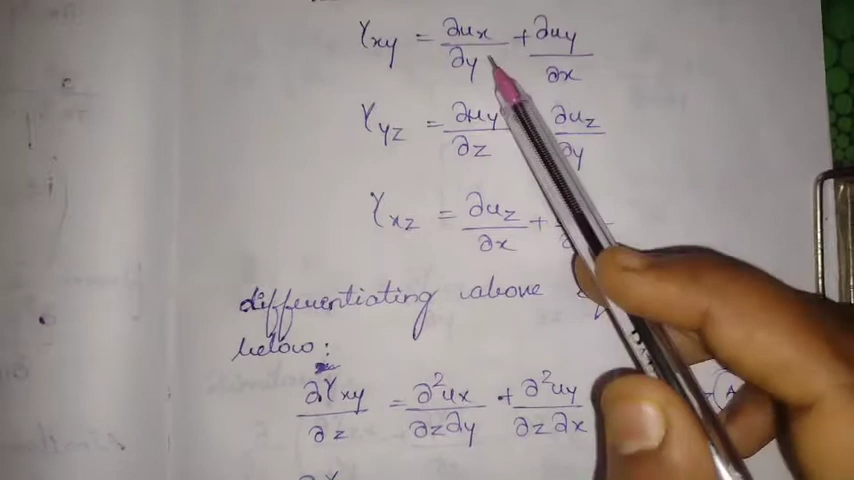 γxy = ∂ux/∂y + ∂uy/∂x
γyz = ∂uy/∂z ∂uz/∂y
γxz = ∂uz/∂x +
differentiating above
below:
∂γxy/∂z = ∂²ux/∂z∂y + ∂²uy/∂z∂x (A